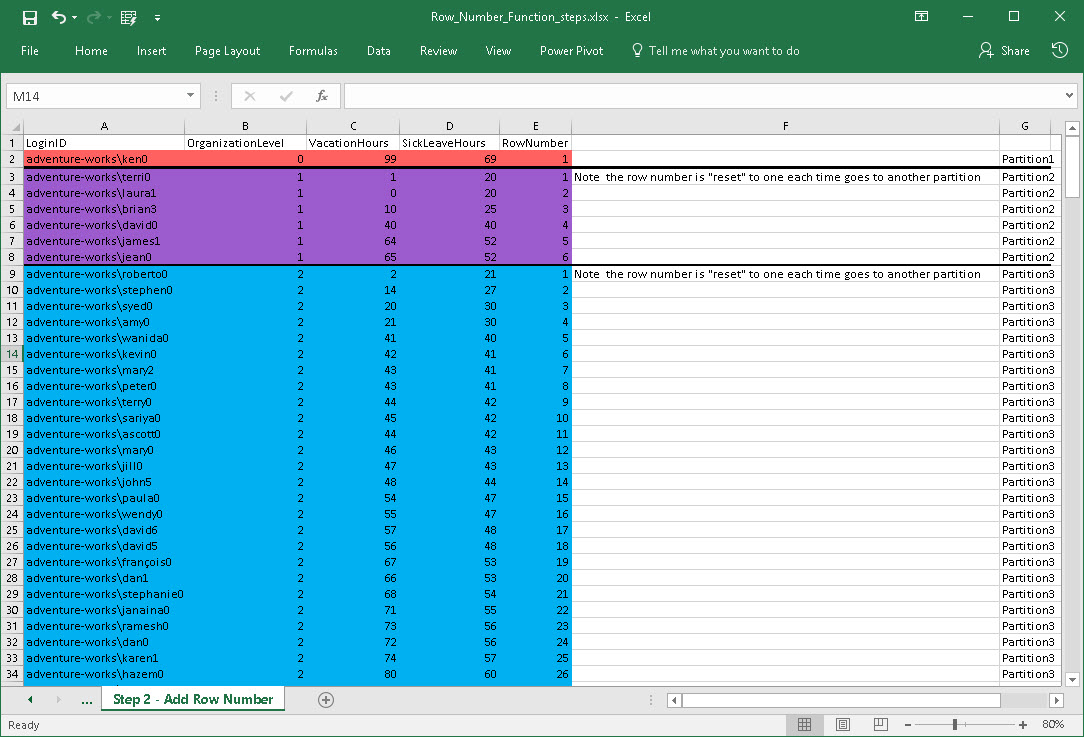 Row_Number_Function_steps.xlsx - Excel
File Home Insert Page Layout Formulas Data Review View Power Pivot Tell me what you want to do Share
M14 fx
A B C D E F G
1 LoginID OrganizationLevel VacationHours SickLeaveHours RowNumber
2 adventure-works\ken0 0 99 69 1 Partition1
3 adventure-works\terri0 1 1 20 1 Note the row number is "reset" to one each time goes to another partition Partition2
4 adventure-works\laura1 1 0 20 2 Partition2
5 adventure-works\brian3 1 10 25 3 Partition2
6 adventure-works\david0 1 40 40 4 Partition2
7 adventure-works\james1 1 64 52 5 Partition2
8 adventure-works\jean0 1 65 52 6 Partition2
9 adventure-works\roberto0 2 2 21 1 Note the row number is "reset" to one each time goes to another partition Partition3
10 adventure-works\stephen0 2 14 27 2 Partition3
11 adventure-works\syed0 2 20 30 3 Partition3
12 adventure-works\amy0 2 21 30 4 Partition3
13 adventure-works\wanida0 2 41 40 5 Partition3
14 adventure-works\kevin0 2 42 41 6 Partition3
15 adventure-works\mary2 2 43 41 7 Partition3
16 adventure-works\peter0 2 43 41 8 Partition3
17 adventure-works\terry0 2 44 42 9 Partition3
18 adventure-works\sariya0 2 45 42 10 Partition3
19 adventure-works\ascott0 2 44 42 11 Partition3
20 adventure-works\mary0 2 46 43 12 Partition3
21 adventure-works\jill0 2 47 43 13 Partition3
22 adventure-works\john5 2 48 44 14 Partition3
23 adventure-works\paula0 2 54 47 15 Partition3
24 adventure-works\wendy0 2 55 47 16 Partition3
25 adventure-works\david6 2 57 48 17 Partition3
26 adventure-works\david5 2 56 48 18 Partition3
27 adventure-works\françois0 2 67 53 19 Partition3
28 adventure-works\dan1 2 66 53 20 Partition3
29 adventure-works\stephanie0 2 68 54 21 Partition3
30 adventure-works\janaina0 2 71 55 22 Partition3
31 adventure-works\ramesh0 2 73 56 23 Partition3
32 adventure-works\dan0 2 72 56 24 Partition3
33 adventure-works\karen1 2 74 57 25 Partition3
34 adventure-works\hazem0 2 80 60 26 Partition3
... Step 2 - Add Row Number
Ready 80%